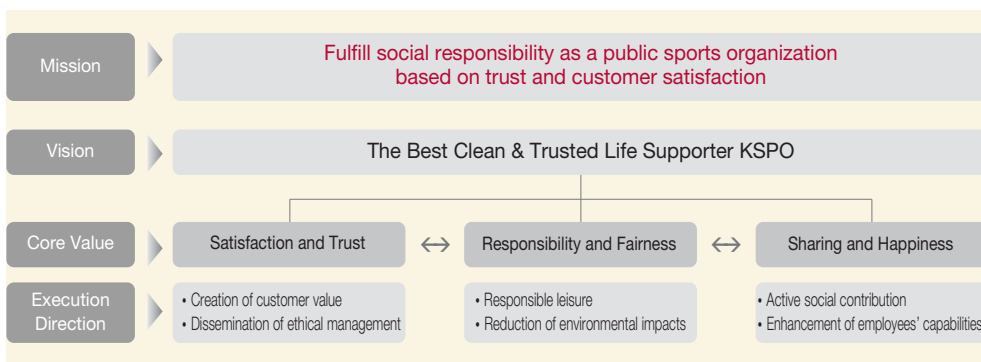 Mission
Fulfill social responsibility as a public sports organization
based on trust and customer satisfaction
Vision
The Best Clean & Trusted Life Supporter KSPO
Core Value
Satisfaction and Trust
Responsibility and Fairness
Sharing and Happiness
Execution
Direction
• Creation of customer value
• Dissemination of ethical management
• Responsible leisure
• Reduction of environmental impacts
• Active social contribution
• Enhancement of employees’ capabilities